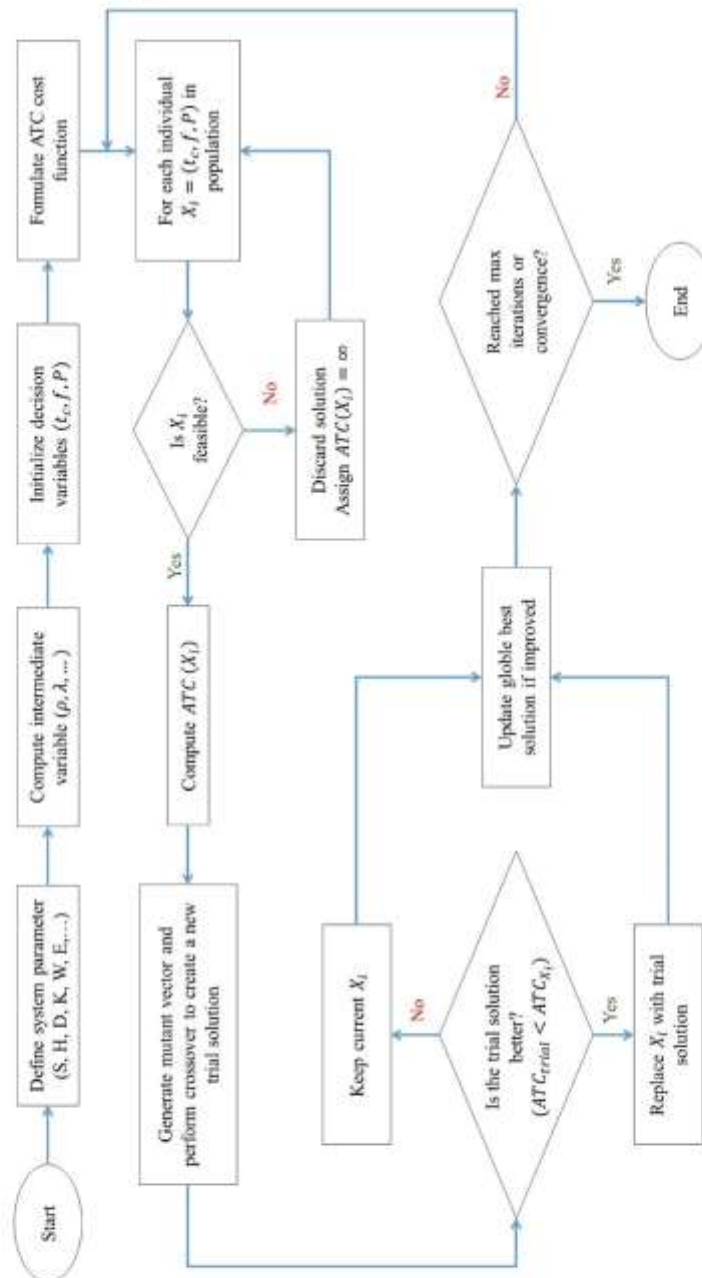 Start
Define system parameter
(S, H, D, K, W, E,…)
Compute intermediate
variable (ρ, λ, …)
Initialize decision
variables (t_c, f, P)
Fomulate ATC cost
function
For each individual
X_i = (t_c, f, P) in
population
Is X_i
feasible?
No
Discard solution
Assign ATC(X_i) = ∞
Yes
Compute ATC (X_i)
Generate mutant vector and
perform crossover to create a new
trial solution
Is the trial solution
better?
(ATC_trial < ATC_X_i)
No
Keep current X_i
Yes
Replace X_i with trial
solution
Update globe best
solution if improved
Reached max
iterations or
convergence?
No
Yes
End